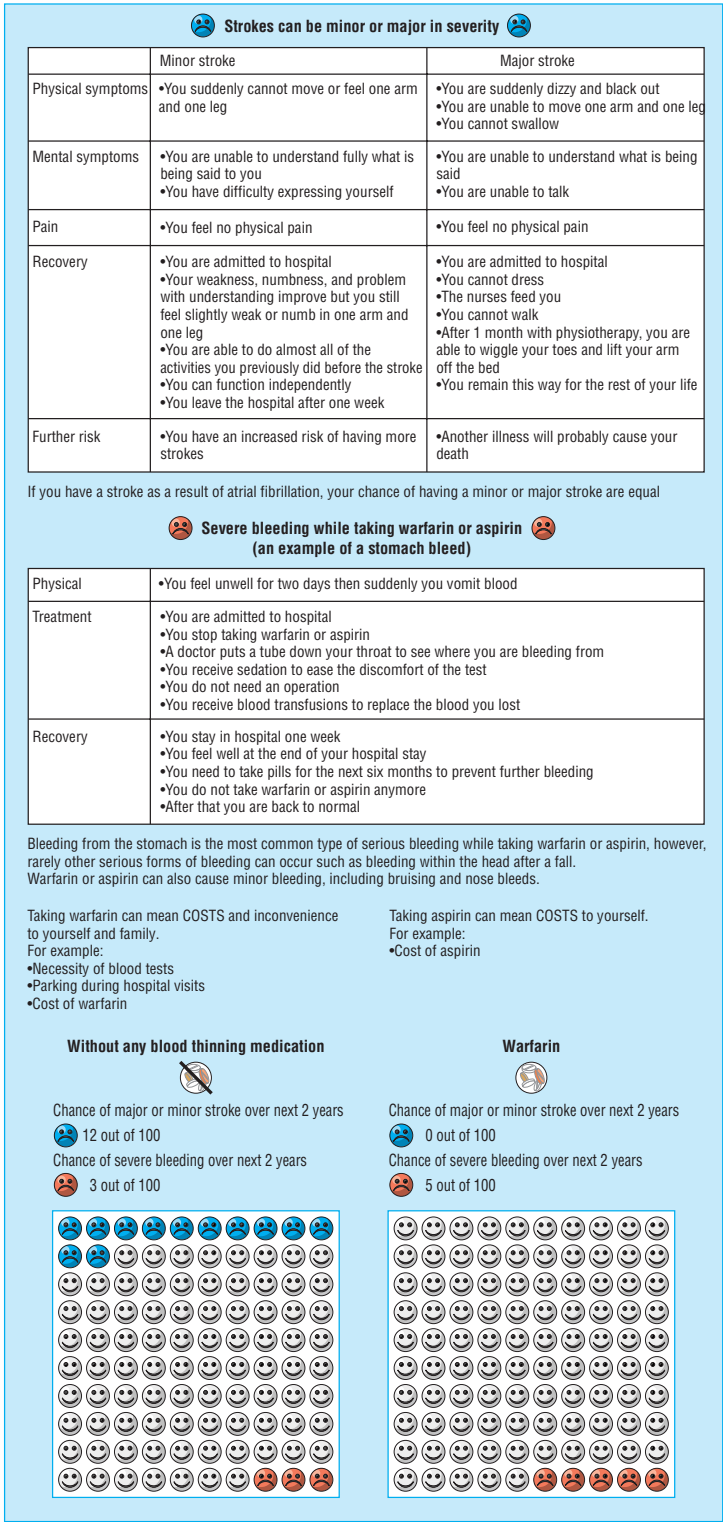 Strokes can be minor or major in severity
Minor stroke
Major stroke
Physical symptoms
•You suddenly cannot move or feel one arm
and one leg
•You are suddenly dizzy and black out
•You are unable to move one arm and one leg
•You cannot swallow
Mental symptoms
•You are unable to understand fully what is
being said to you
•You have difficulty expressing yourself
•You are unable to understand what is being
said
•You are unable to talk
Pain
•You feel no physical pain
•You feel no physical pain
Recovery
•You are admitted to hospital
•Your weakness, numbness, and problem
with understanding improve but you still
feel slightly weak or numb in one arm and
one leg
•You are able to do almost all of the
activities you previously did before the stroke
•You can function independently
•You leave the hospital after one week
•You are admitted to hospital
•You cannot dress
•The nurses feed you
•You cannot walk
•After 1 month with physiotherapy, you are
able to wiggle your toes and lift your arm
off the bed
•You remain this way for the rest of your life
Further risk
•You have an increased risk of having more
strokes
•Another illness will probably cause your
death
If you have a stroke as a result of atrial fibrillation, your chance of having a minor or major stroke are equal
Severe bleeding while taking warfarin or aspirin
(an example of a stomach bleed)
Physical
•You feel unwell for two days then suddenly you vomit blood
Treatment
•You are admitted to hospital
•You stop taking warfarin or aspirin
•A doctor puts a tube down your throat to see where you are bleeding from
•You receive sedation to ease the discomfort of the test
•You do not need an operation
•You receive blood transfusions to replace the blood you lost
Recovery
•You stay in hospital one week
•You feel well at the end of your hospital stay
•You need to take pills for the next six months to prevent further bleeding
•You do not take warfarin or aspirin anymore
•After that you are back to normal
Bleeding from the stomach is the most common type of serious bleeding while taking warfarin or aspirin, however,
rarely other serious forms of bleeding can occur such as bleeding within the head after a fall.
Warfarin or aspirin can also cause minor bleeding, including bruising and nose bleeds.
Taking warfarin can mean COSTS and inconvenience
to yourself and family.
For example:
•Necessity of blood tests
•Parking during hospital visits
•Cost of warfarin
Taking aspirin can mean COSTS to yourself.
For example:
•Cost of aspirin
Without any blood thinning medication
Chance of major or minor stroke over next 2 years
12 out of 100
Chance of severe bleeding over next 2 years
3 out of 100
Warfarin
Chance of major or minor stroke over next 2 years
0 out of 100
Chance of severe bleeding over next 2 years
5 out of 100